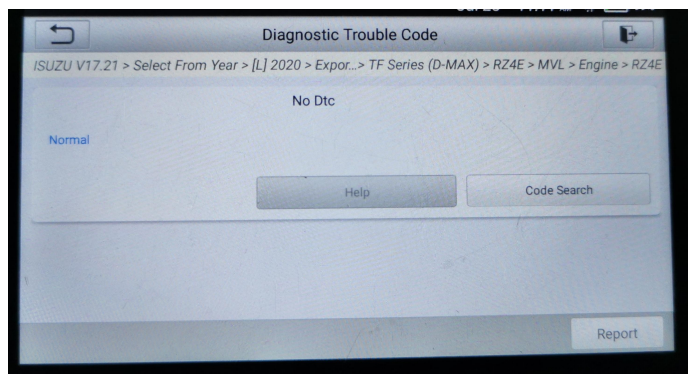 Diagnostic Trouble Code
ISUZU V17.21 > Select From Year > [L] 2020 > Expor...> TF Series (D-MAX) > RZ4E > MVL > Engine > RZ4E
No Dtc
Normal
Help
Code Search
Report